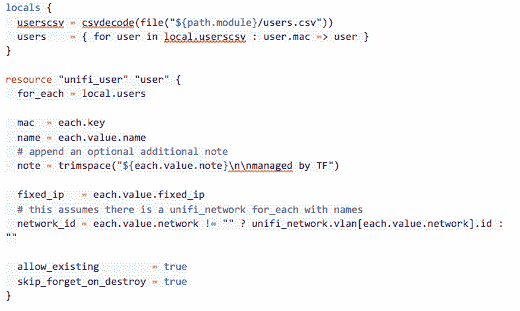 locals {
  userscsv = csvdecode(file("${path.module}/users.csv"))
  users    = { for user in local.userscsv : user.mac => user }
}

resource "unifi_user" "user" {
  for_each = local.users

  mac  = each.key
  name = each.value.name
  # append an optional additional note
  note = trimspace("${each.value.note}\n\nmanaged by TF")

  fixed_ip   = each.value.fixed_ip
  # this assumes there is a unifi_network for_each with names
  network_id = each.value.network != "" ? unifi_network.vlan[each.value.network].id :
""

  allow_existing         = true
  skip_forget_on_destroy = true
}